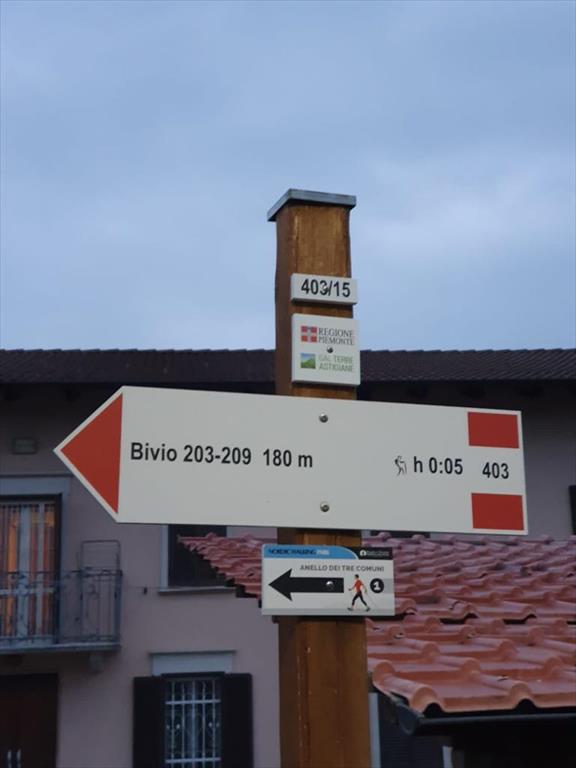 403/15
REGIONE
PIEMONTE
GAL TERRE
ASTIGIANE
Bivio 203-209 180 m h 0:05 403
NORDIC WALKING PARK
ANELLO DEI TRE COMUNI
1